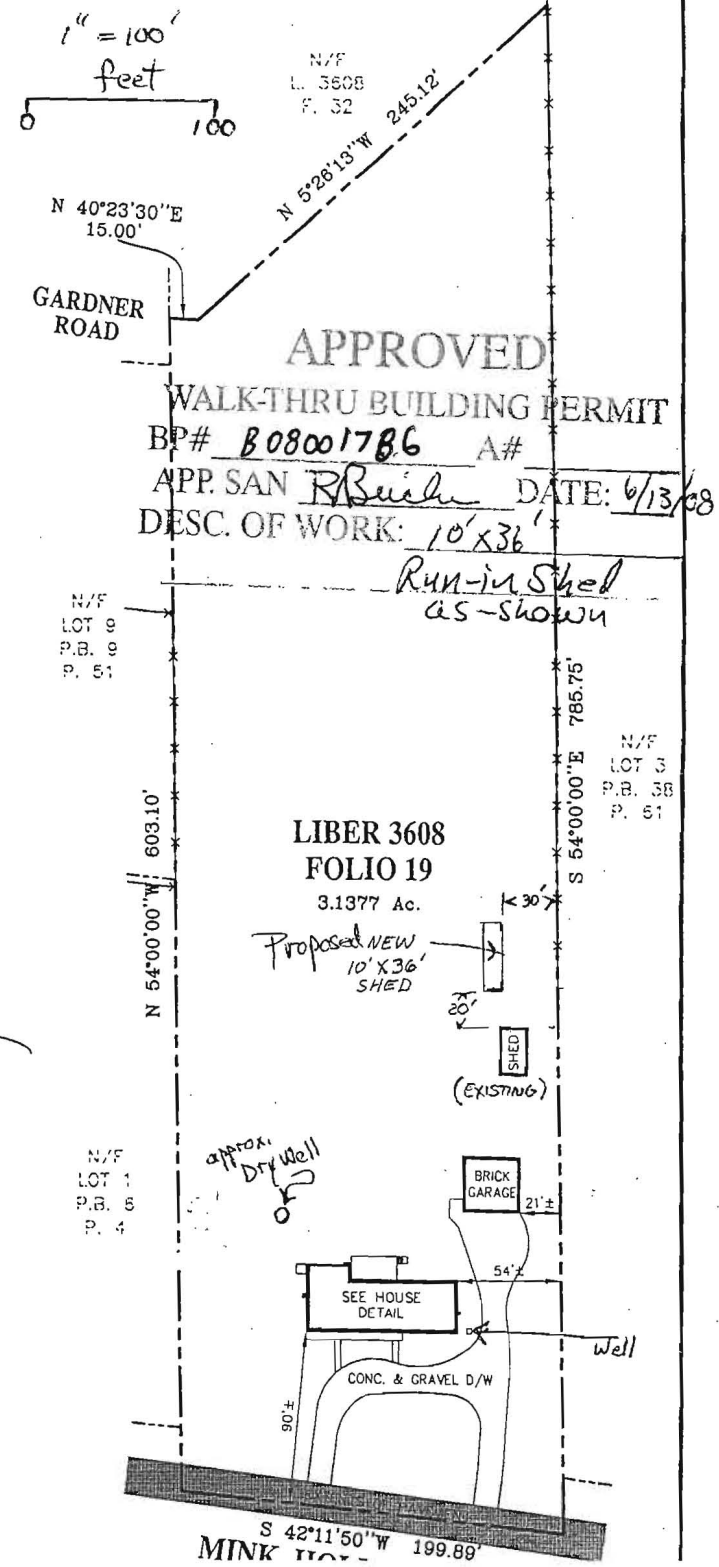 1" = 100'
feet
0 100
N/F
L. 3608
F. 32
N 5°26'13"W 245.12'
N 40°23'30"E
15.00'
GARDNER
ROAD
APPROVED
WALK-THRU BUILDING PERMIT
BP# B08001786 A#
APP. SAN DATE: 6/13/08
DESC. OF WORK: 10'X36'
Run-in Shed
as-shown
N/F
LOT 9
P.B. 9
P. 51
S 54°00'00"E 785.75'
N/F
LOT 3
P.B. 38
P. 61
N 54°00'00"W 603.10'
LIBER 3608
FOLIO 19
3.1377 Ac.
30'
Proposed NEW
10'X36'
SHED
20'
SHED
(EXISTING)
N/F
LOT 1
P.B. 6
P. 4
approx.
Dry Well
BRICK
GARAGE
21'±
54'±
SEE HOUSE
DETAIL
Well
CONC. & GRAVEL D/W
90'±
S 42°11'50"W 199.89'
MINK